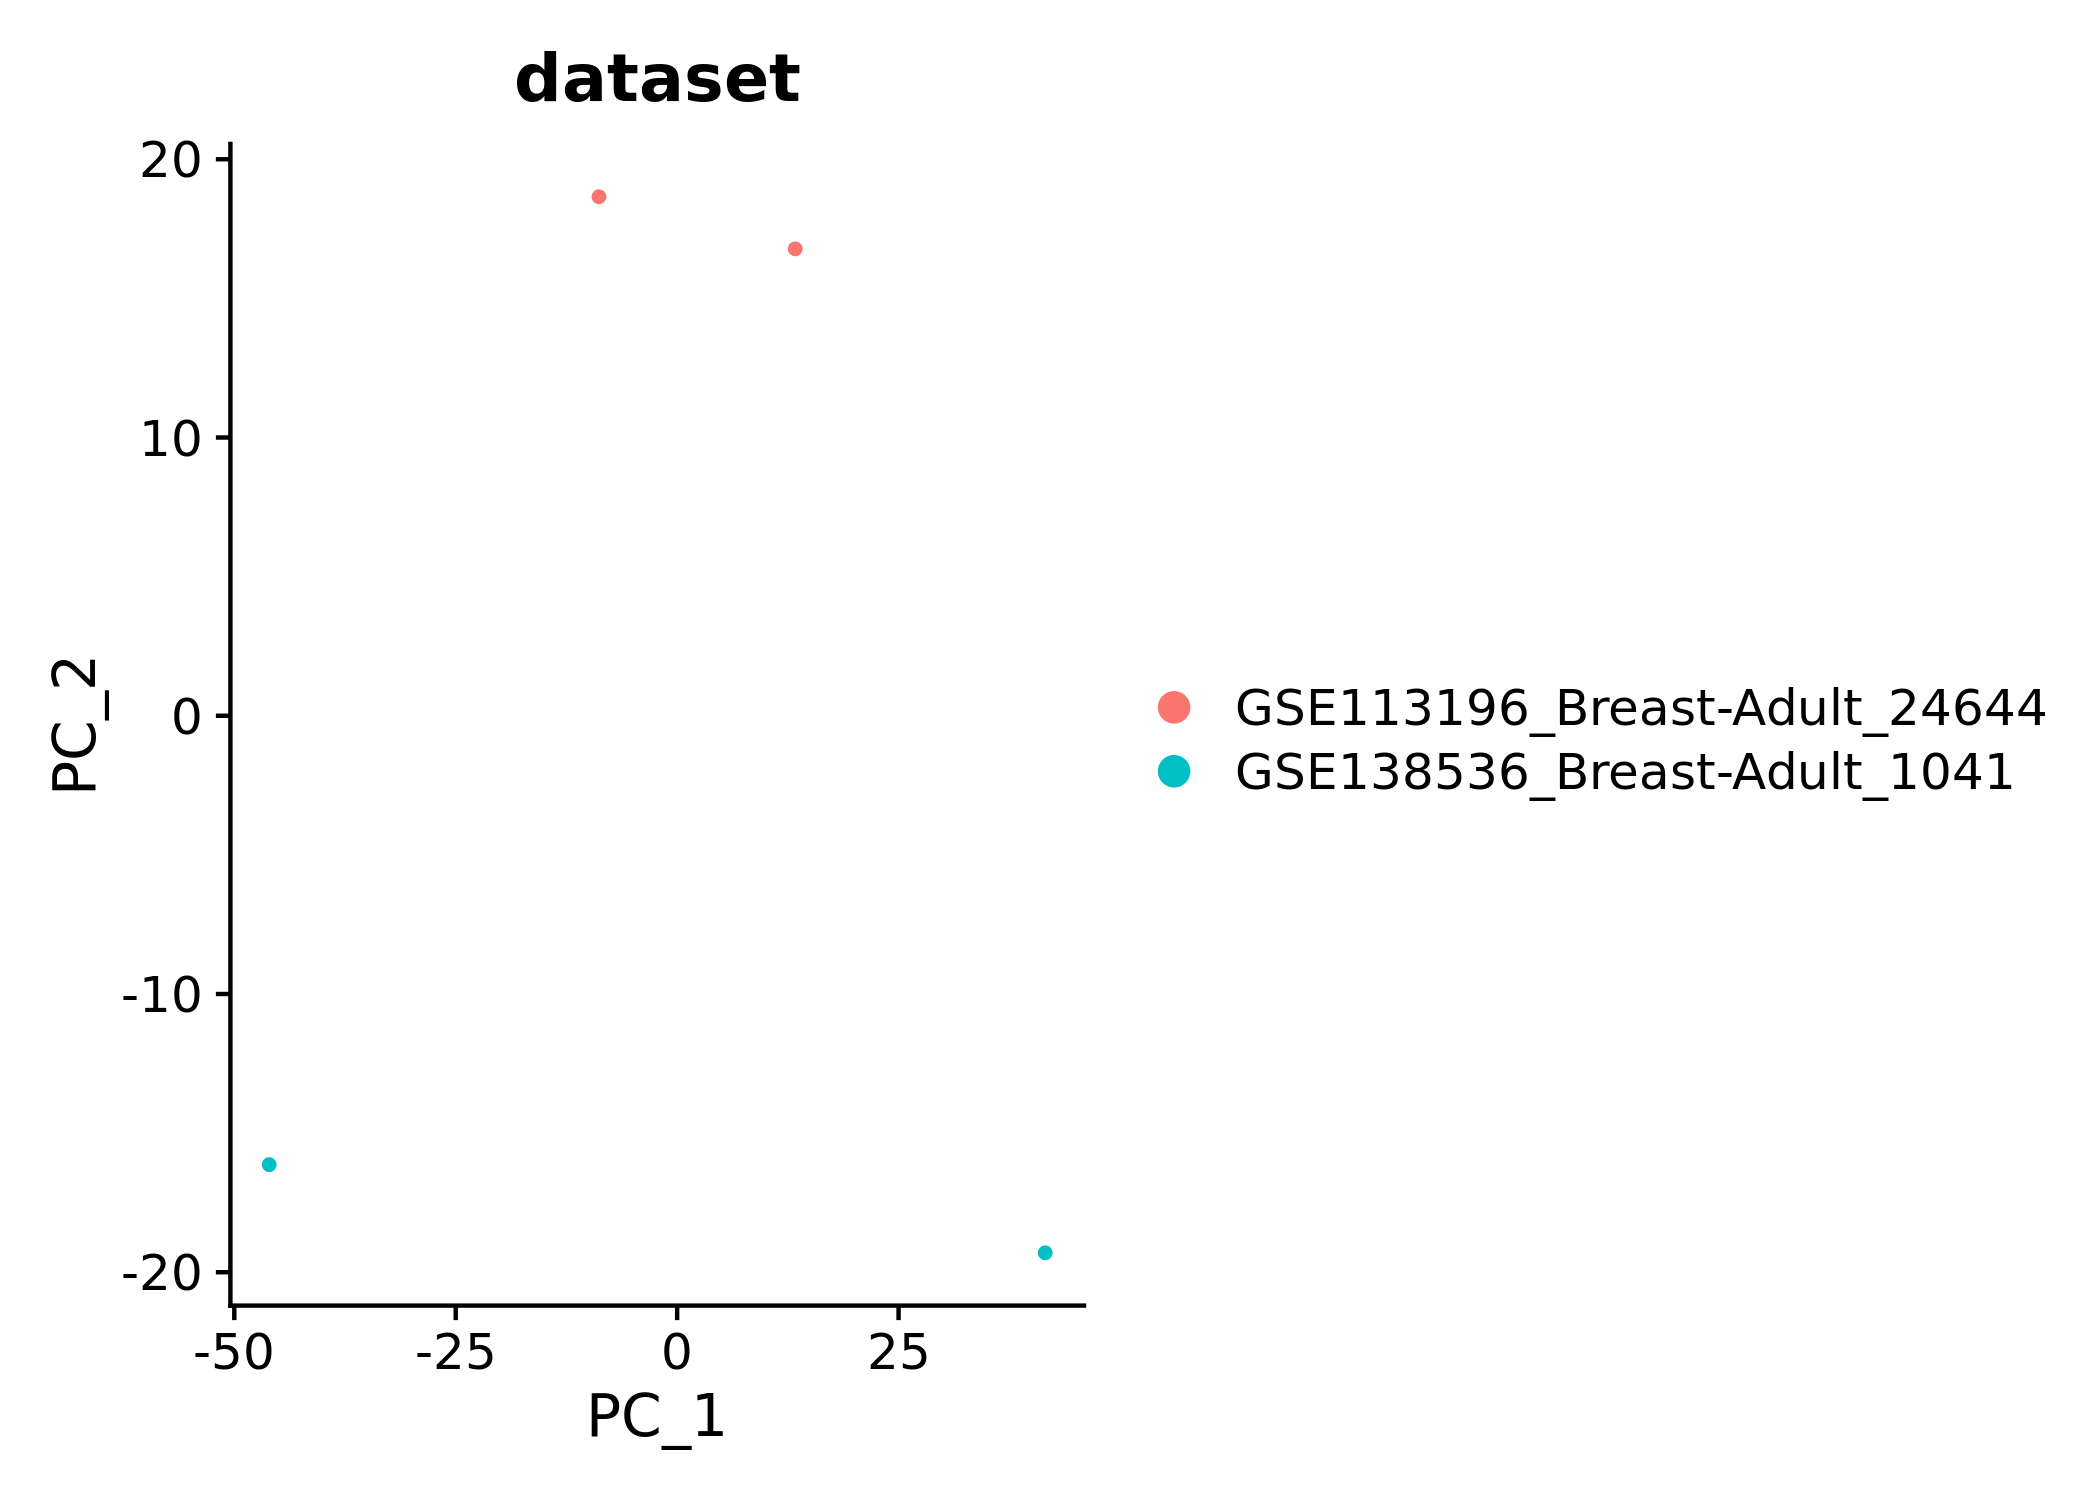 dataset
20
10
0
-10
-20
PC_2
-50 -25 0 25
PC_1
GSE113196_Breast-Adult_24644
GSE138536_Breast-Adult_1041